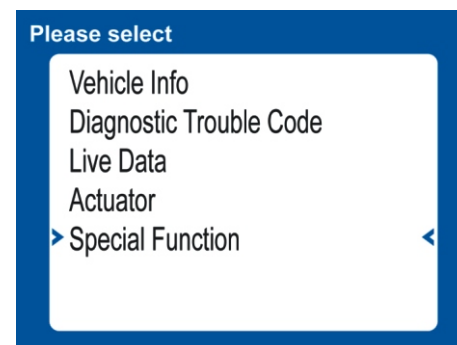 Please select
Vehicle Info
Diagnostic Trouble Code
Live Data
Actuator
> Special Function <